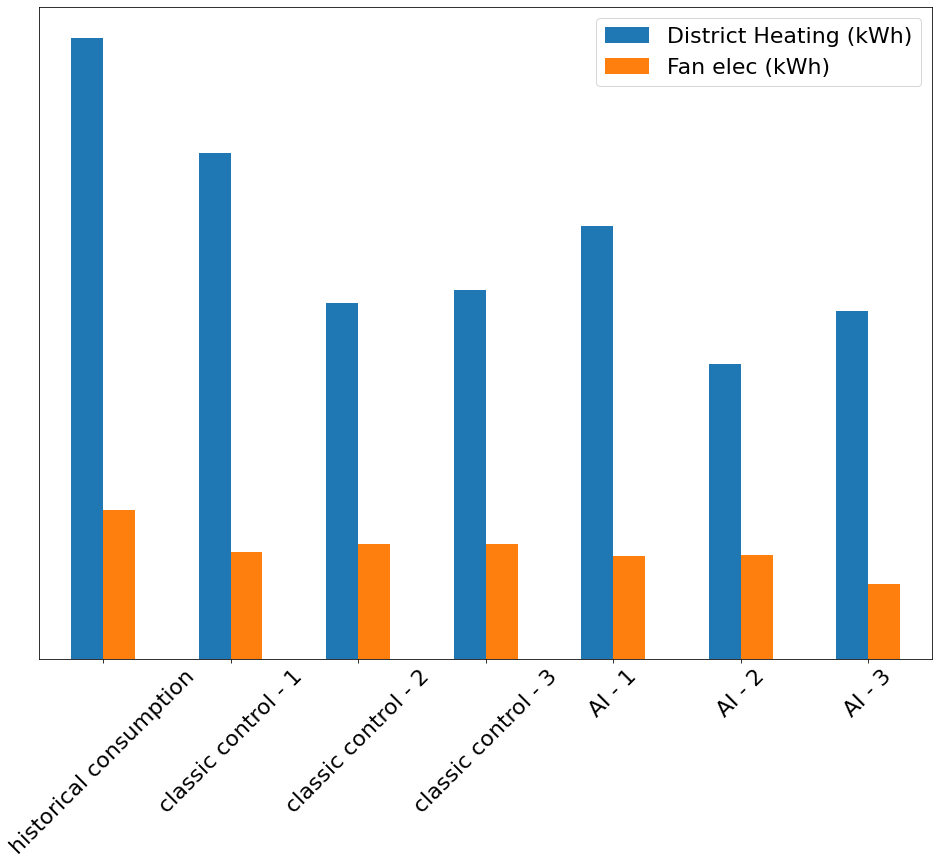 District Heating (kWh)
Fan elec (kWh)
historical consumption
classic control - 1
classic control - 2
classic control - 3
AI - 1
AI - 2
AI - 3